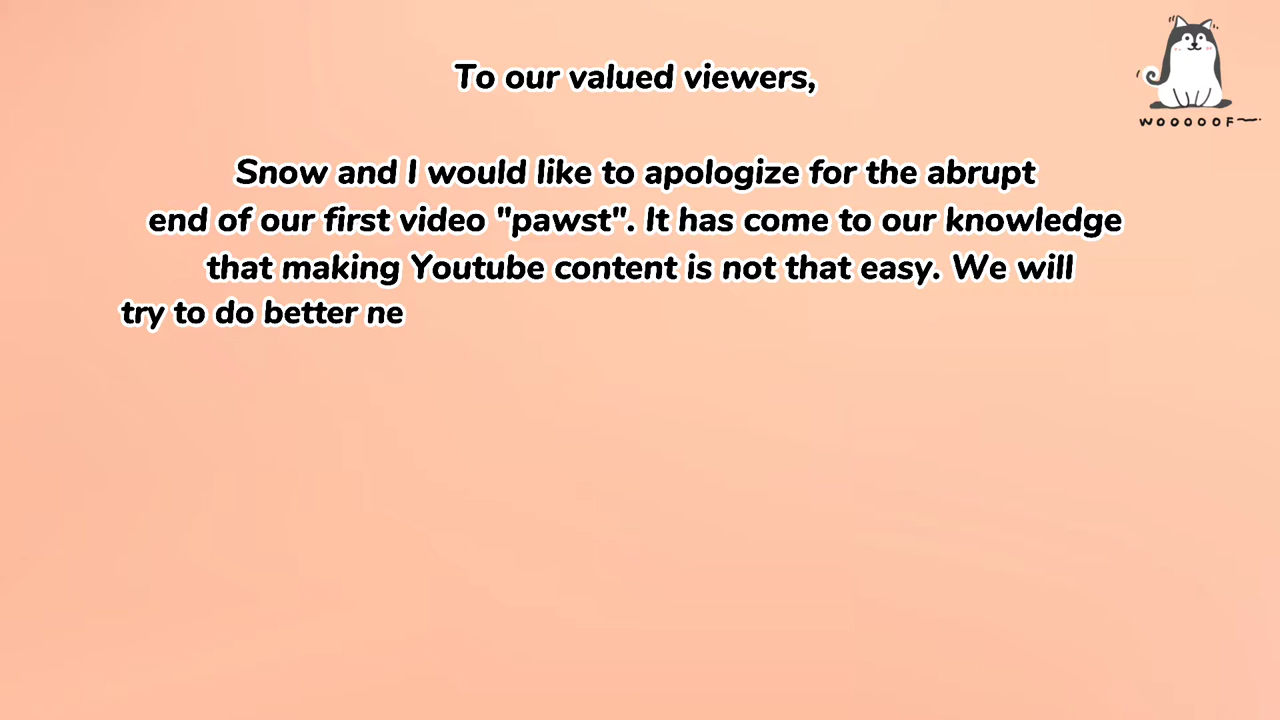 To our valued viewers,
Snow and I would like to apologize for the abrupt
end of our first video "pawst". It has come to our knowledge
that making Youtube content is not that easy. We will
try to do better ne
WOOOOOF